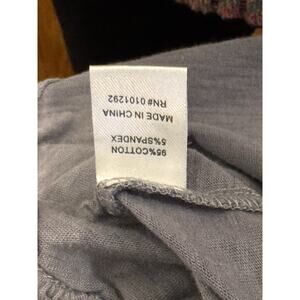 95%COTTON
5%SPANDEX
MADE IN CHINA
RN#0101292